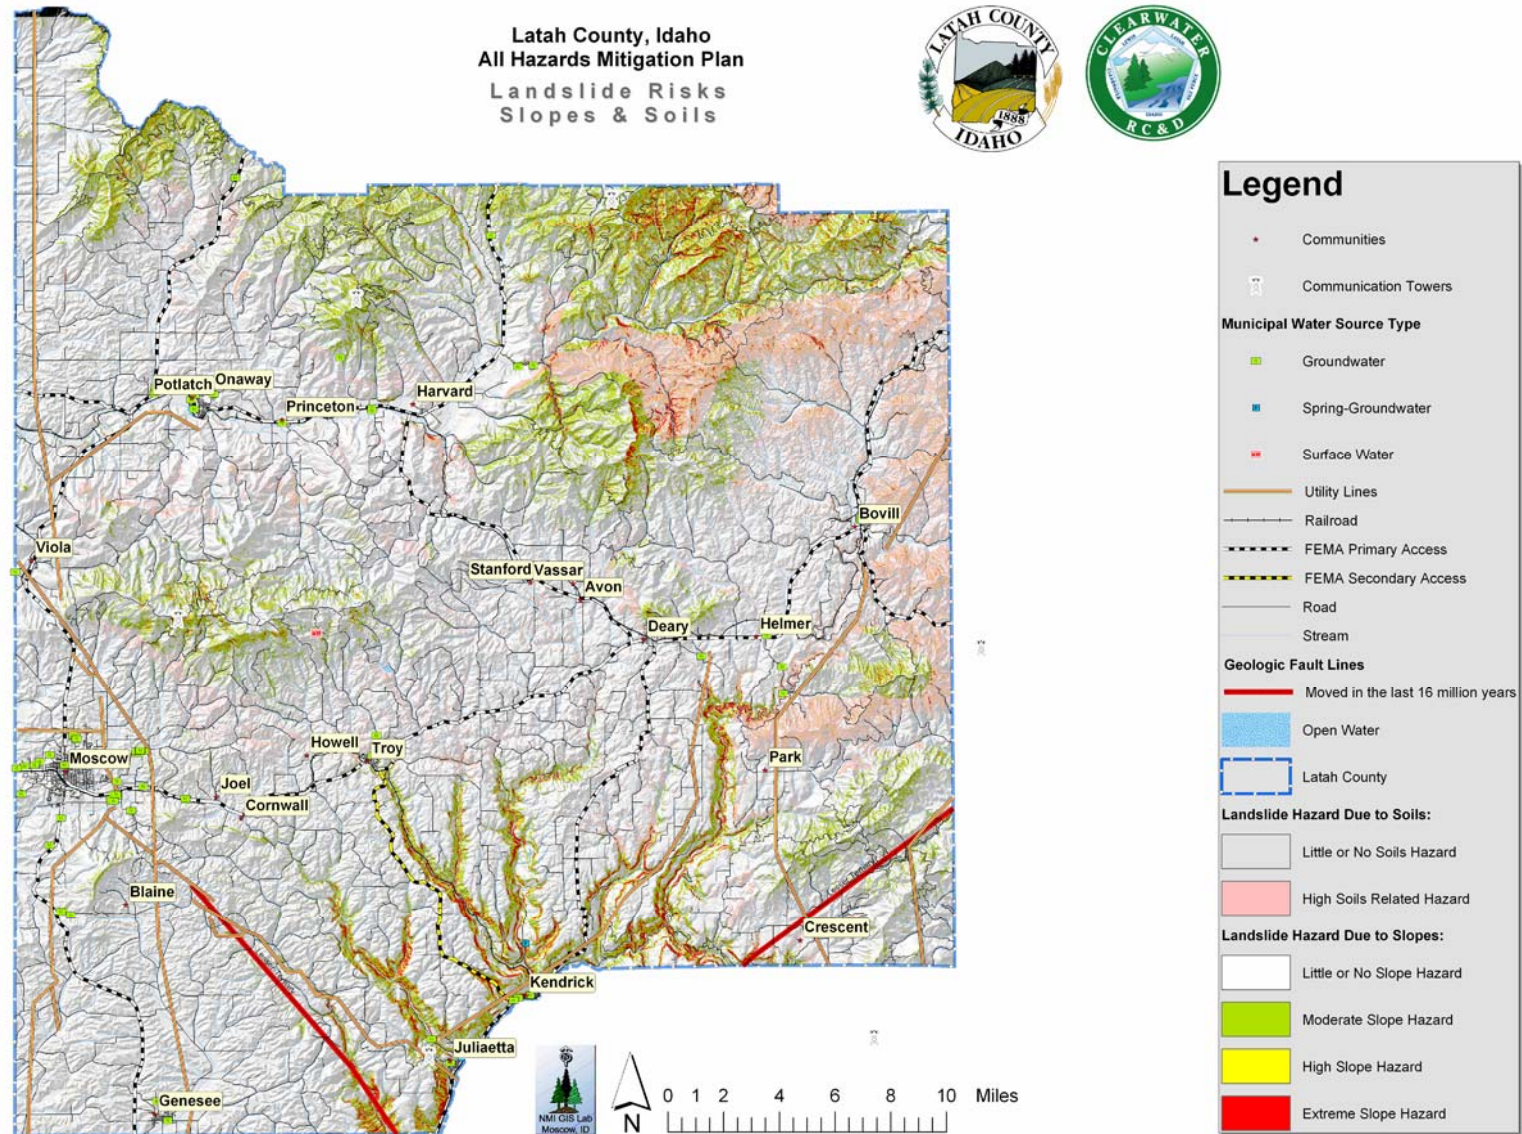 Latah County, Idaho
All Hazards Mitigation Plan
Landslide Risks
Slopes & Soils
LATAH COUNTY
1888
IDAHO
CLEARWATER
RC&D
Legend
Communities
Communication Towers
Municipal Water Source Type
Groundwater
Spring-Groundwater
Surface Water
Utility Lines
Railroad
FEMA Primary Access
FEMA Secondary Access
Road
Stream
Geologic Fault Lines
Moved in the last 16 million years
Open Water
Latah County
Landslide Hazard Due to Soils:
Little or No Soils Hazard
High Soils Related Hazard
Landslide Hazard Due to Slopes:
Little or No Slope Hazard
Moderate Slope Hazard
High Slope Hazard
Extreme Slope Hazard
Potlatch
Onaway
Princeton
Harvard
Bovill
Viola
Stanford
Vassar
Avon
Deary
Helmer
Howell
Troy
Moscow
Park
Joel
Cornwall
Blaine
Crescent
Kendrick
Juliaetta
Genesee
NMI GIS Lab
Moscow, ID
N
0 1 2 4 6 8 10 Miles